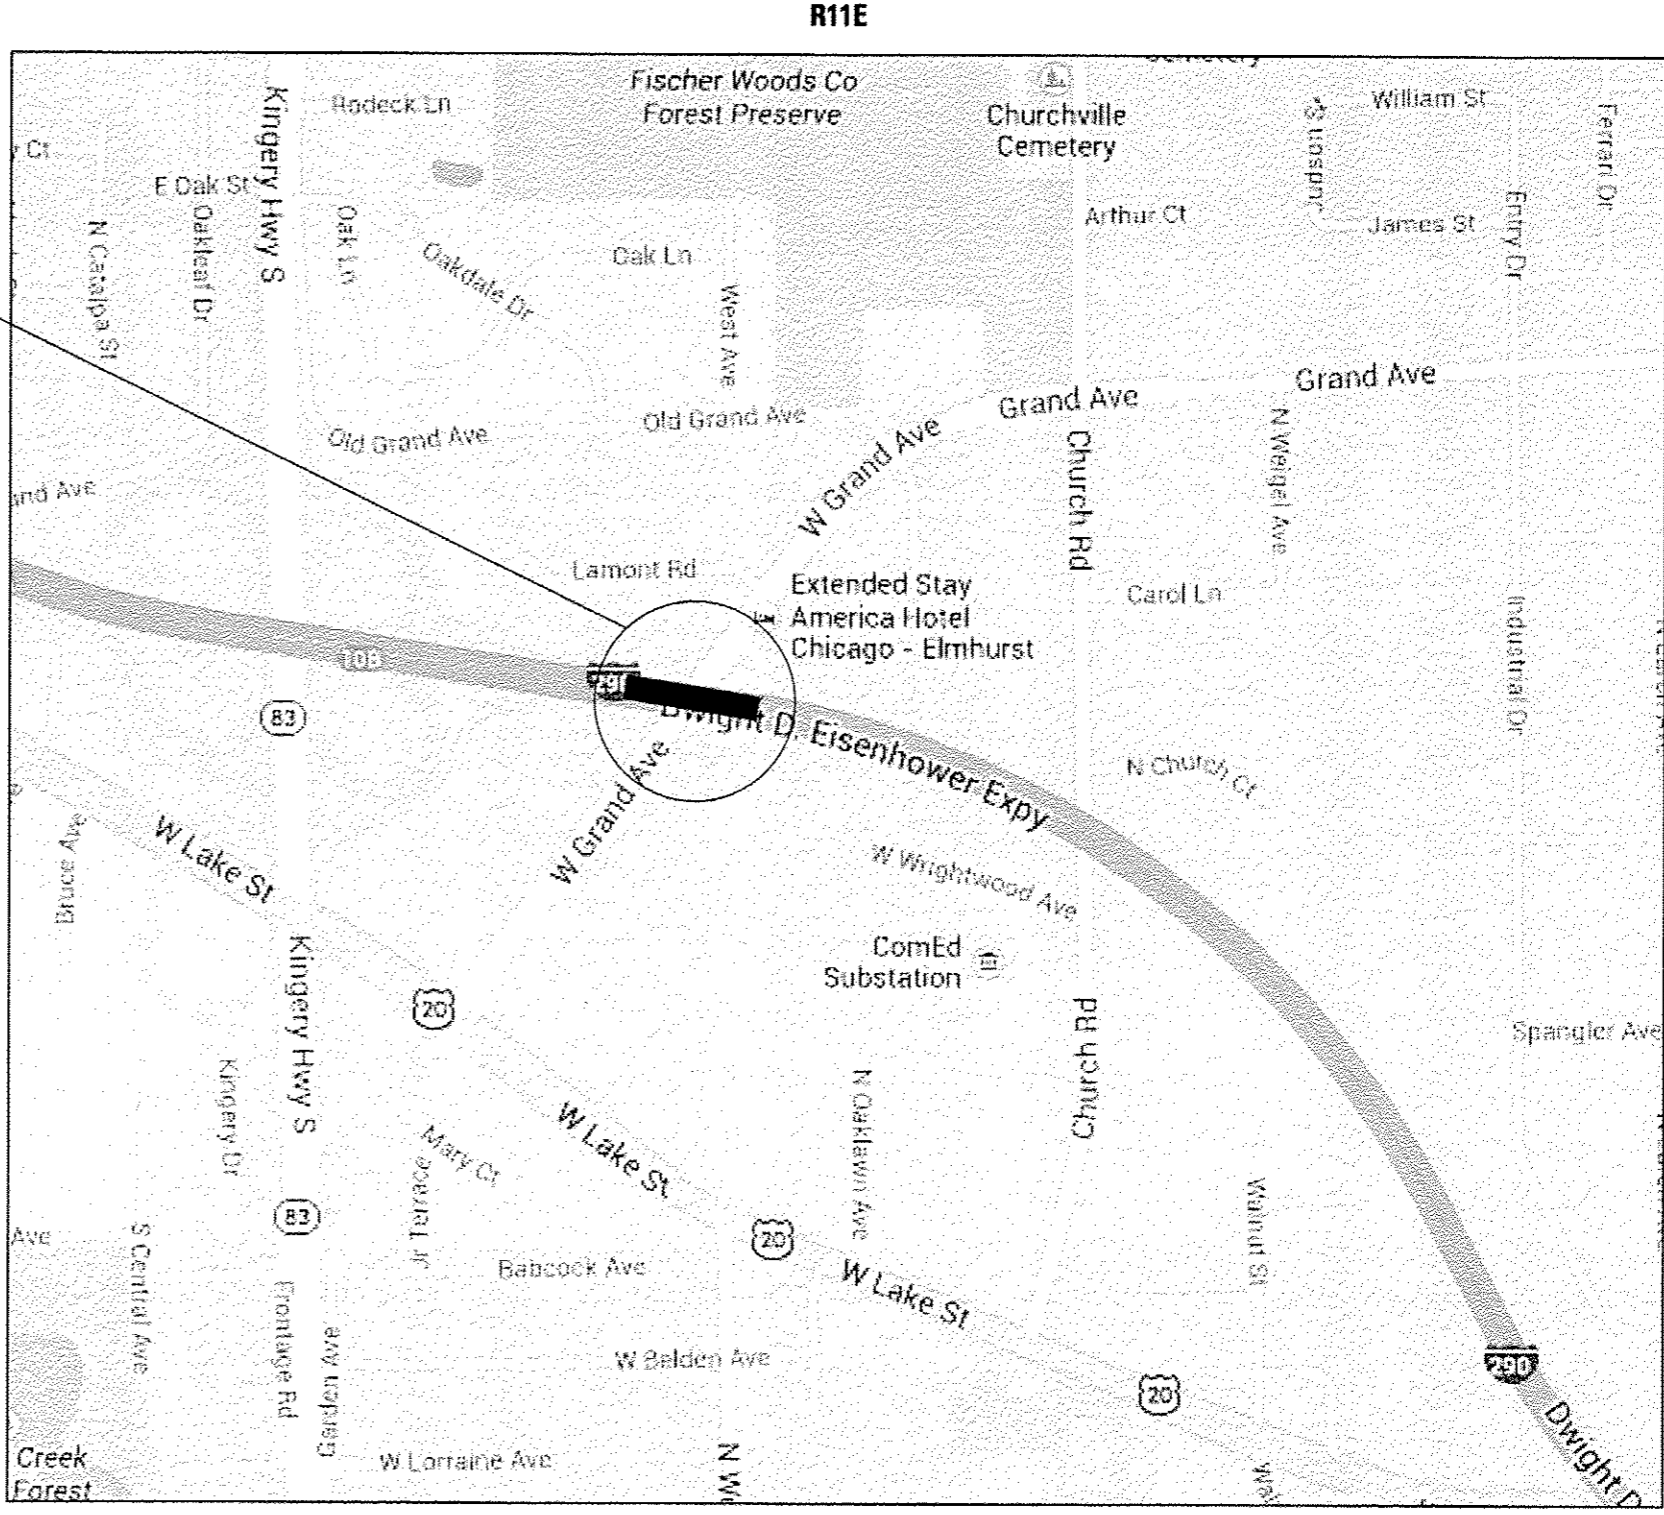 R11E
Fischer Woods Co
Forest Preserve
Churchville
Cemetery
William St
Ferrari Dr
Rodeck Ln
Kingery Hwy S
E Oak St
Oakleaf Dr
N Catalpa St
Oak Ln
Oakdale Dr
Oak Ln
West Ave
Arthur Ct
James St
Entry Dr
Grand Ave
Grand Ave
Old Grand Ave
Old Grand Ave
W Grand Ave
Church Rd
Lamont Rd
Extended Stay
America Hotel
Chicago - Elmhurst
Carol Ln
Industrial Dr
10B
290
83
Dwight D. Eisenhower Expy
N Church Ct
W Grand Ave
W Lake St
Bruce Ave
W Wrightwood Ave
ComEd
Substation
Kingery Hwy S
20
Church Rd
Spangler Ave
Kingery Dr
Mary Ct
Jr Terrace
W Lake St
N Oaklawn Ave
Walnut St
83
Ave
S Central Ave
Babcock Ave
20
W Lake St
Frontage Rd
Garden Ave
W Belden Ave
20
290
Dwight D
Creek
Forest
W Lorraine Ave